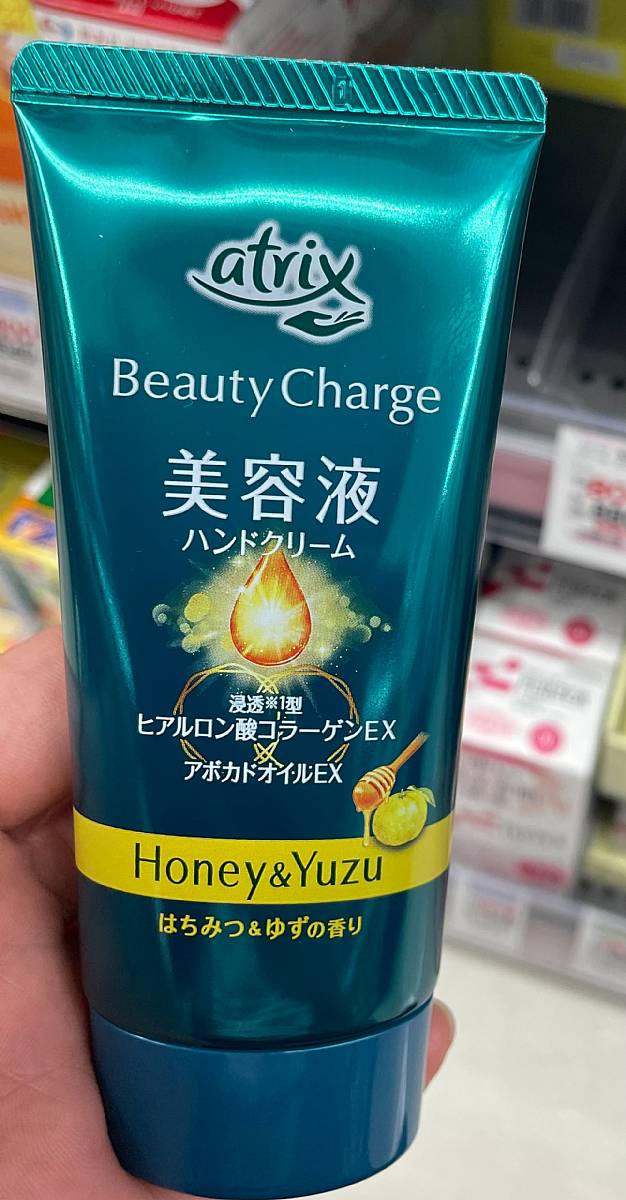 atrix
Beauty Charge
美容液
ハンドクリーム
浸透※1型
ヒアルロン酸コラーゲンEX
アボカドオイルEX
Honey&Yuzu
はちみつ&ゆずの香り